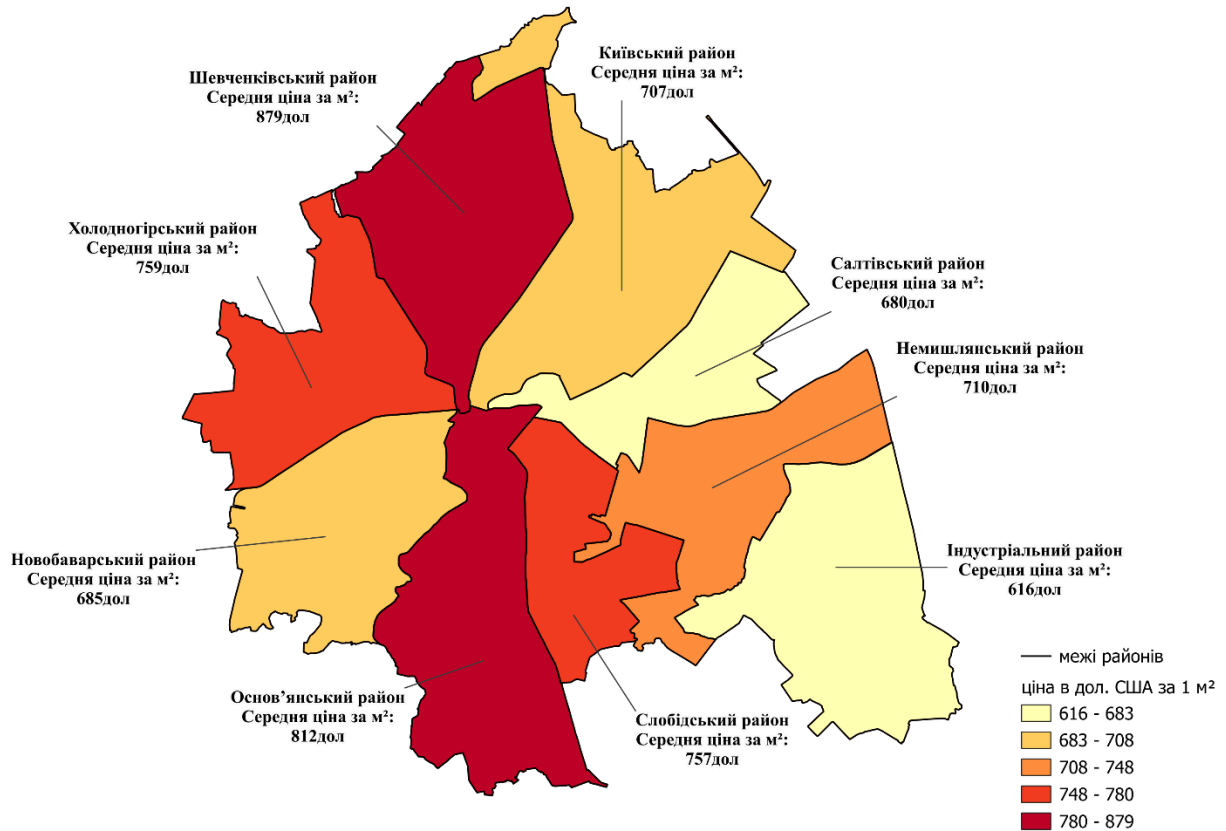 Київський район
Середня ціна за м²:
707дол
Шевченківський район
Середня ціна за м²:
879дол
Холодногірський район
Середня ціна за м²:
759дол
Салтівський район
Середня ціна за м²:
680дол
Немишлянський район
Середня ціна за м²:
710дол
Новобаварський район
Середня ціна за м²:
685дол
Індустріальний район
Середня ціна за м²:
616дол
Основ’янський район
Середня ціна за м²:
812дол
Слобідський район
Середня ціна за м²:
757дол
межі районів
ціна в дол. США за 1 м²
616 - 683
683 - 708
708 - 748
748 - 780
780 - 879